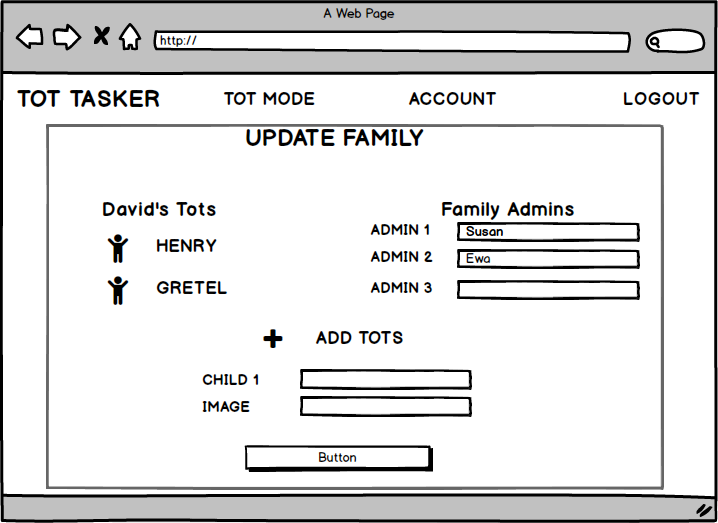 A Web Page
http://
TOT TASKER TOT MODE ACCOUNT LOGOUT
UPDATE FAMILY
David's Tots
HENRY
GRETEL
Family Admins
ADMIN 1 Susan
ADMIN 2 Ewa
ADMIN 3
ADD TOTS
CHILD 1
IMAGE
Button